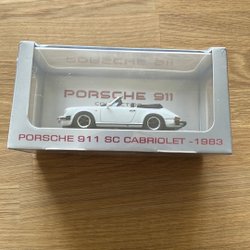 PORSCHE 911
PORSCHE 911
PORSCHE 911 SC CABRIOLET - 1983